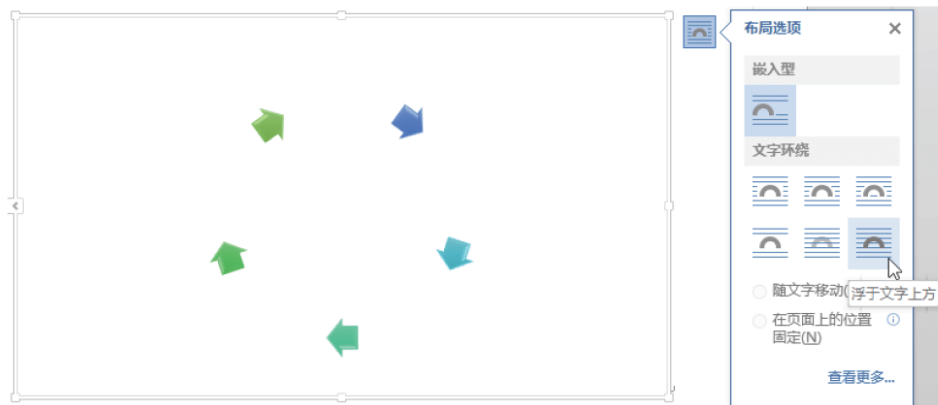 布局选项
嵌入型
文字环绕
随文字移动(
浮于文字上方
在页面上的位置
固定(N)
查看更多...